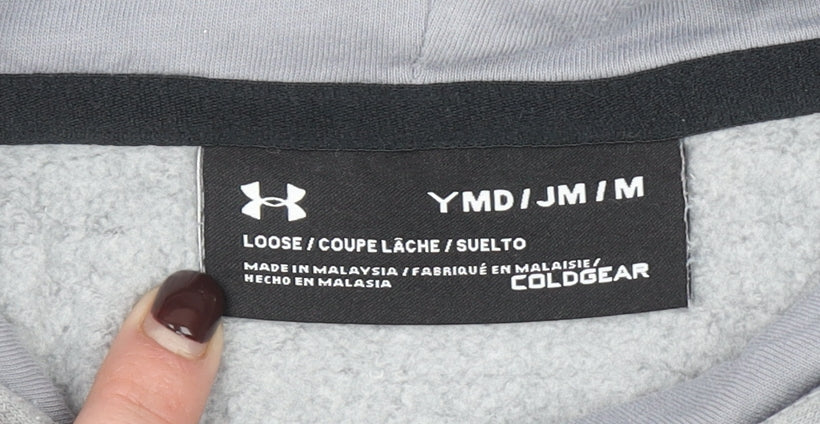 YMD / JM / M
LOOSE / COUPE LÂCHE / SUELTO
MADE IN MALAYSIA / FABRIQUÉ EN MALAISIE /
HECHO EN MALASIA
COLDGEAR